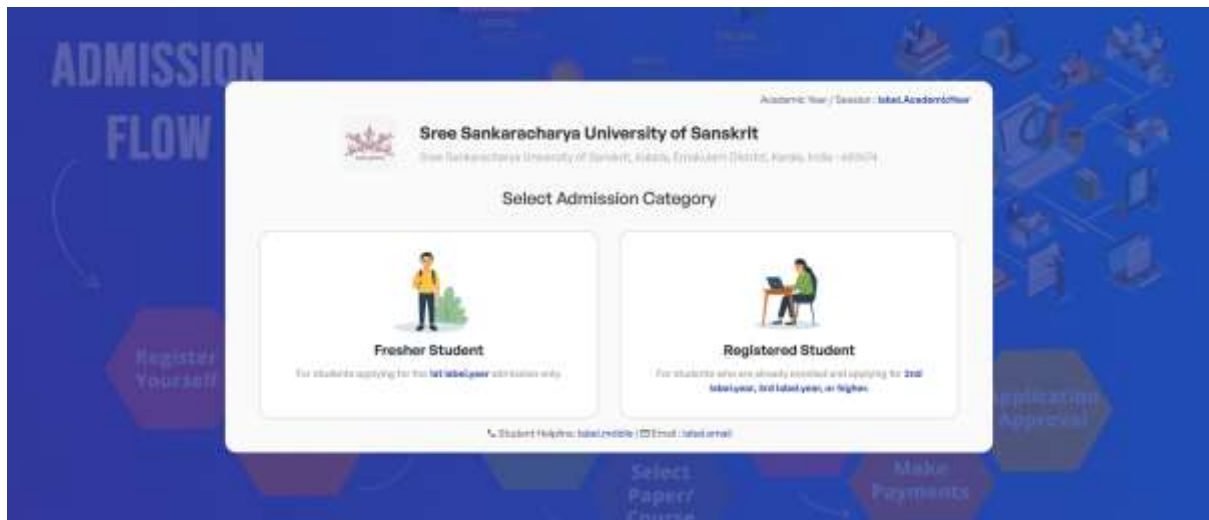 ADMISSION
FLOW
Academic Year / Session : label.AcademicYear
Sree Sankaracharya University of Sanskrit
Sree Sankaracharya University of Sanskrit, Kalady, Ernakulam District, Kerala, India - 683574
Select Admission Category
Fresher Student
For students applying for the 1st label.year admission only.
Registered Student
For students who are already enrolled and applying for 2nd
label.year, 3rd label.year, or higher.
Student Helpline: label.mobile | Email : label.email
Register
Yourself
Application
Approval
Select
Paper/
Course
Make
Payments